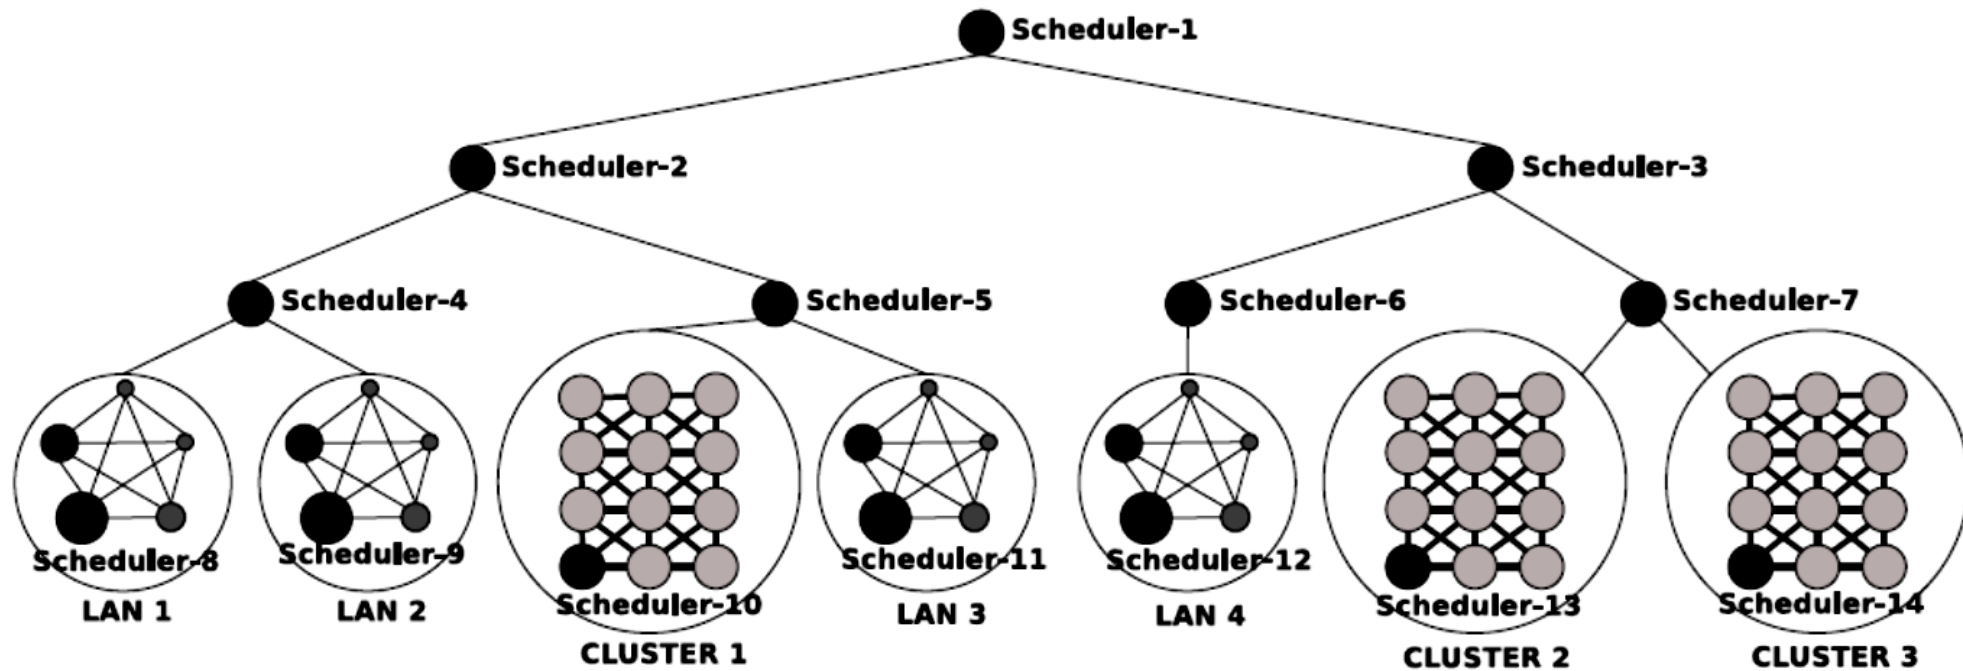 Scheduler-1
Scheduler-2
Scheduler-3
Scheduler-4
Scheduler-5
Scheduler-6
Scheduler-7
Scheduler-8
Scheduler-9
Scheduler-10
Scheduler-11
Scheduler-12
Scheduler-13
Scheduler-14
LAN 1
LAN 2
CLUSTER 1
LAN 3
LAN 4
CLUSTER 2
CLUSTER 3